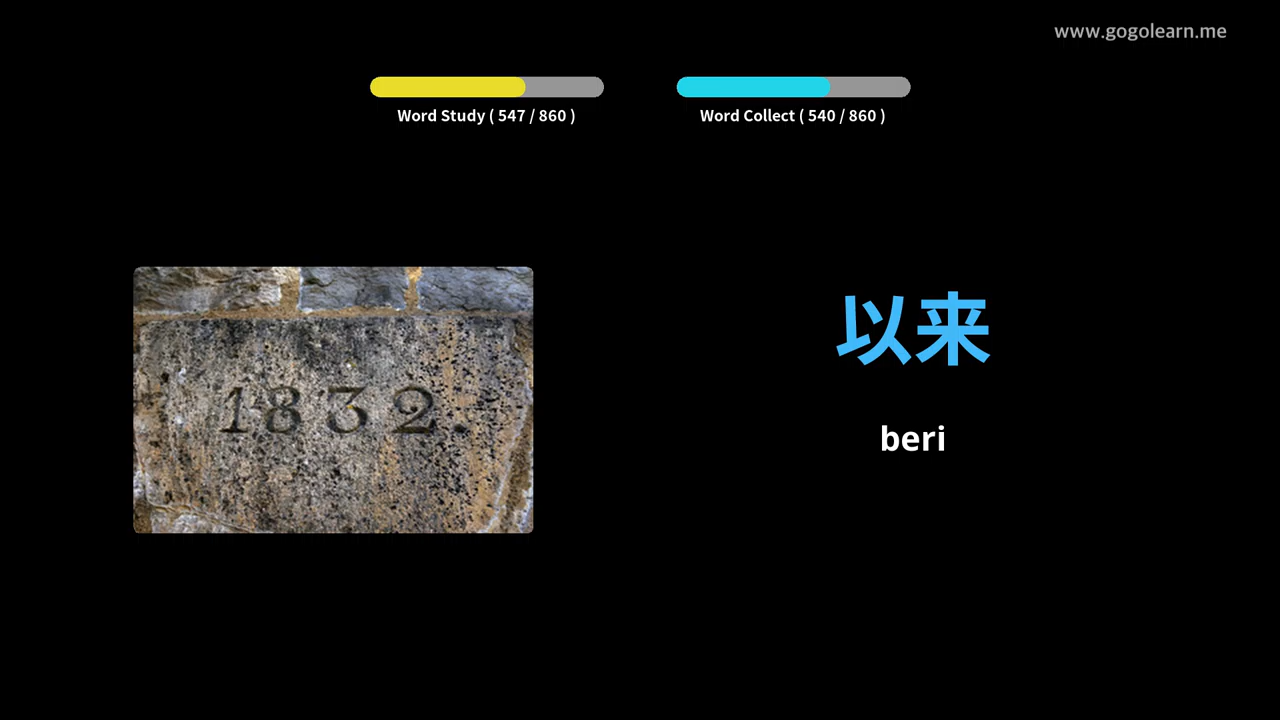 www.gogolearn.me
Word Study ( 547 / 860 )
Word Collect ( 540 / 860 )
1832.
以来
beri